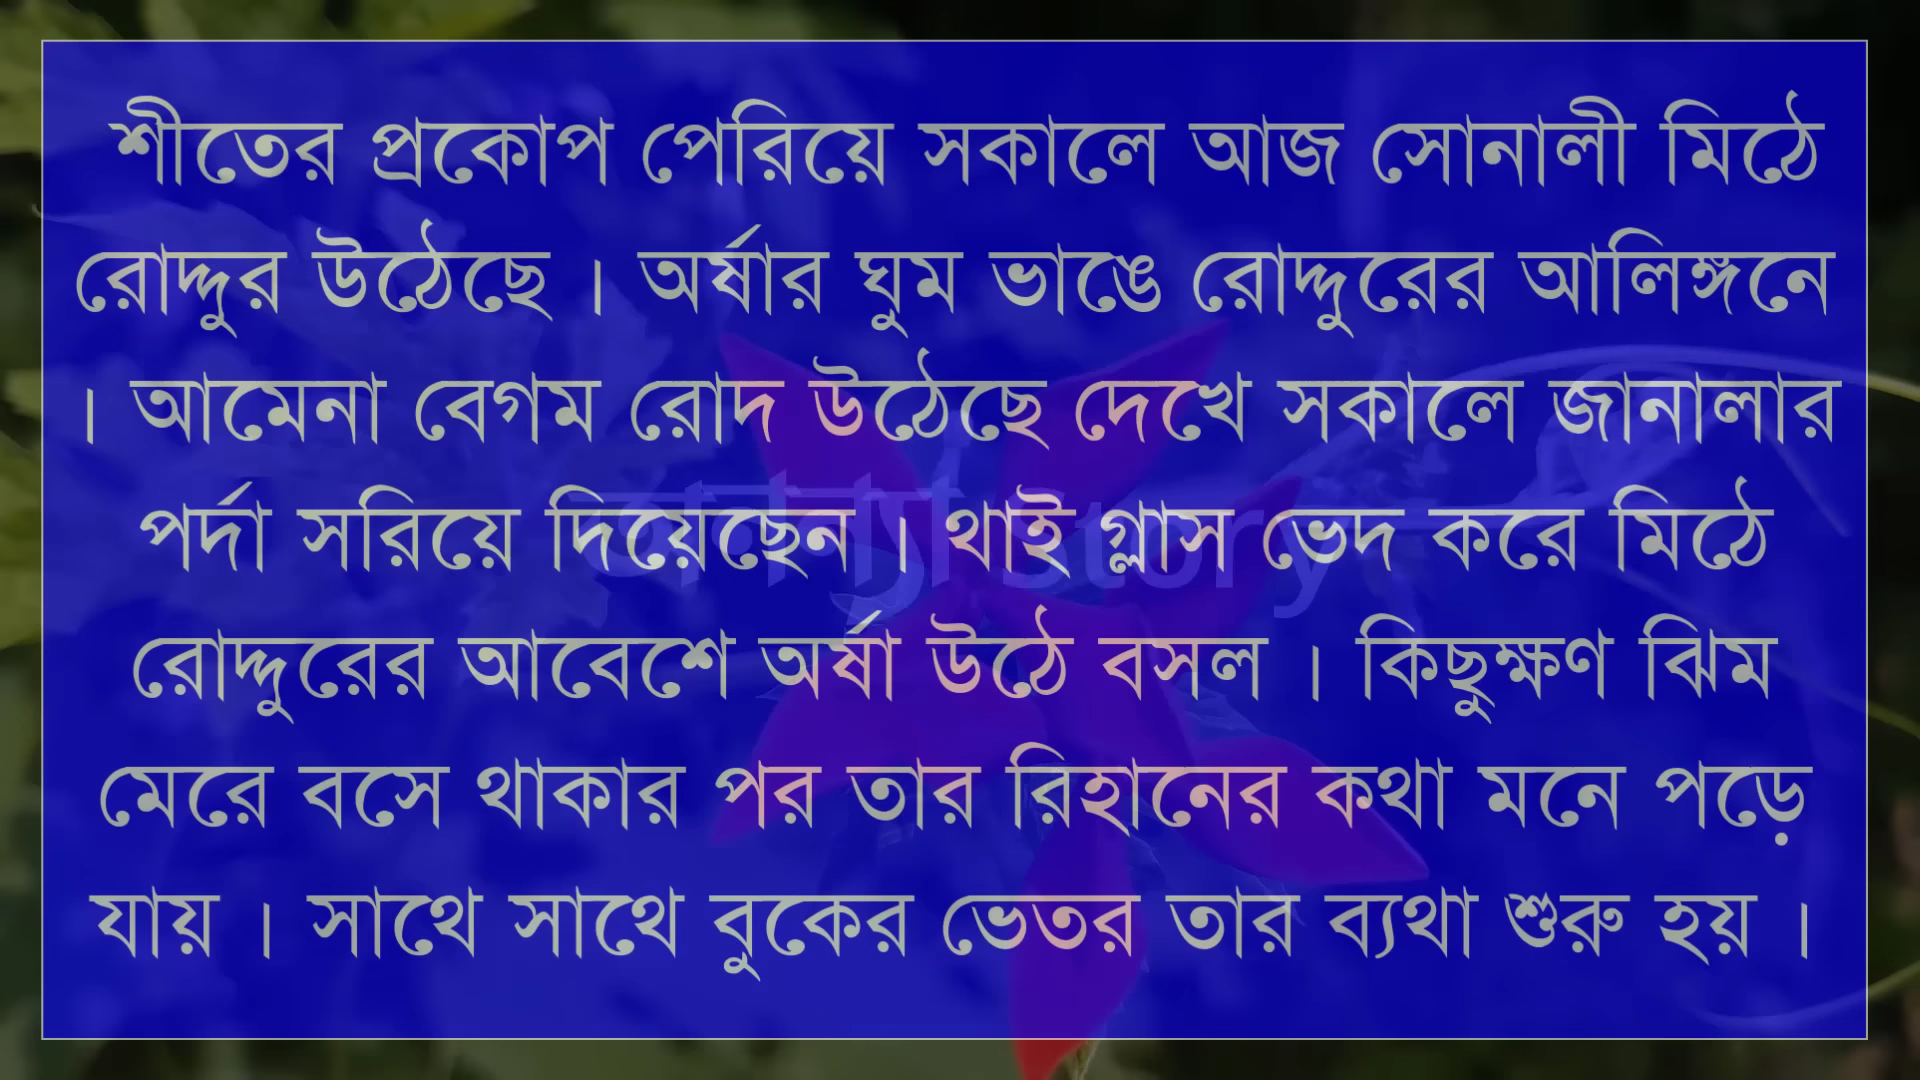 শীতের প্রকোপ পেরিয়ে সকালে আজ সোনালী মিঠে
রোদ্দুর উঠেছে । অর্ষার ঘুম ভাঙে রোদ্দুরের আলিঙ্গনে
। আমেনা বেগম রোদ উঠেছে দেখে সকালে জানালার
পর্দা সরিয়ে দিয়েছেন । থাই গ্লাস ভেদ করে মিঠে
রোদ্দুরের আবেশে অর্ষা উঠে বসল । কিছুক্ষণ ঝিম
মেরে বসে থাকার পর তার রিহানের কথা মনে পড়ে
যায় । সাথে সাথে বুকের ভেতর তার ব্যথা শুরু হয় ।
Story